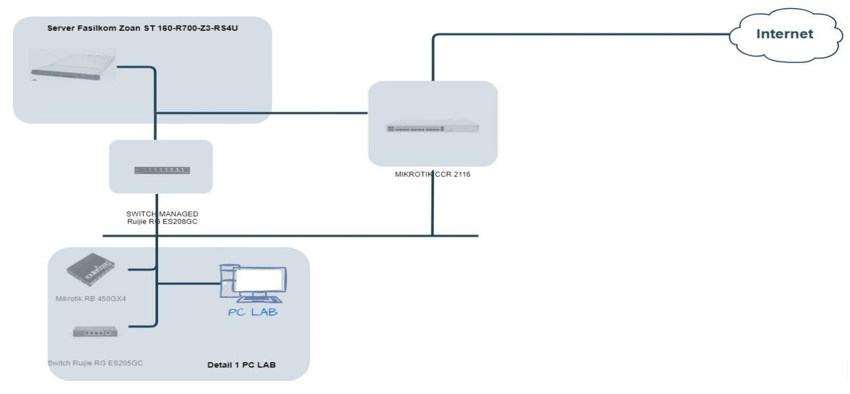 Server Fasilkom Zoan ST 160-R700-Z3-RS4U
Internet
MIKROTIK CCR 2116
SWITCH MANAGED
Ruijie RG ES208GC
Mikrotik RB 450GX4
PC LAB
Switch Ruijie RG ES205GC
Detail 1 PC LAB